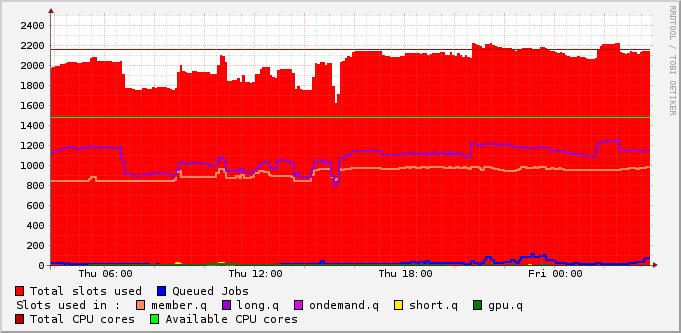 RRDTOOL / TOBI OETIKER
2400
2200
2000
1800
1600
1400
1200
1000
800
600
400
200
0
Thu 06:00 Thu 12:00 Thu 18:00 Fri 00:00
Total slots used Queued Jobs
Slots used in : member.q long.q ondemand.q short.q gpu.q
Total CPU cores Available CPU cores